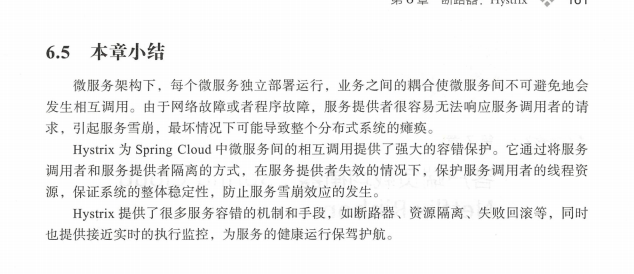 第 6 章 断路器：Hystrix 161
6.5 本章小结
微服务架构下，每个微服务独立部署运行，业务之间的耦合使微服务间不可避免地会
发生相互调用。由于网络故障或者程序故障，服务提供者很容易无法响应服务调用者的请
求，引起服务雪崩，最坏情况下可能导致整个分布式系统的瘫痪。
Hystrix 为 Spring Cloud 中微服务间的相互调用提供了强大的容错保护。它通过将服务
调用者和服务提供者隔离的方式，在服务提供者失效的情况下，保护服务调用者的线程资
源，保证系统的整体稳定性，防止服务雪崩效应的发生。
Hystrix 提供了很多服务容错的机制和手段，如断路器、资源隔离、失败回滚等，同时
也提供接近实时的执行监控，为服务的健康运行保驾护航。